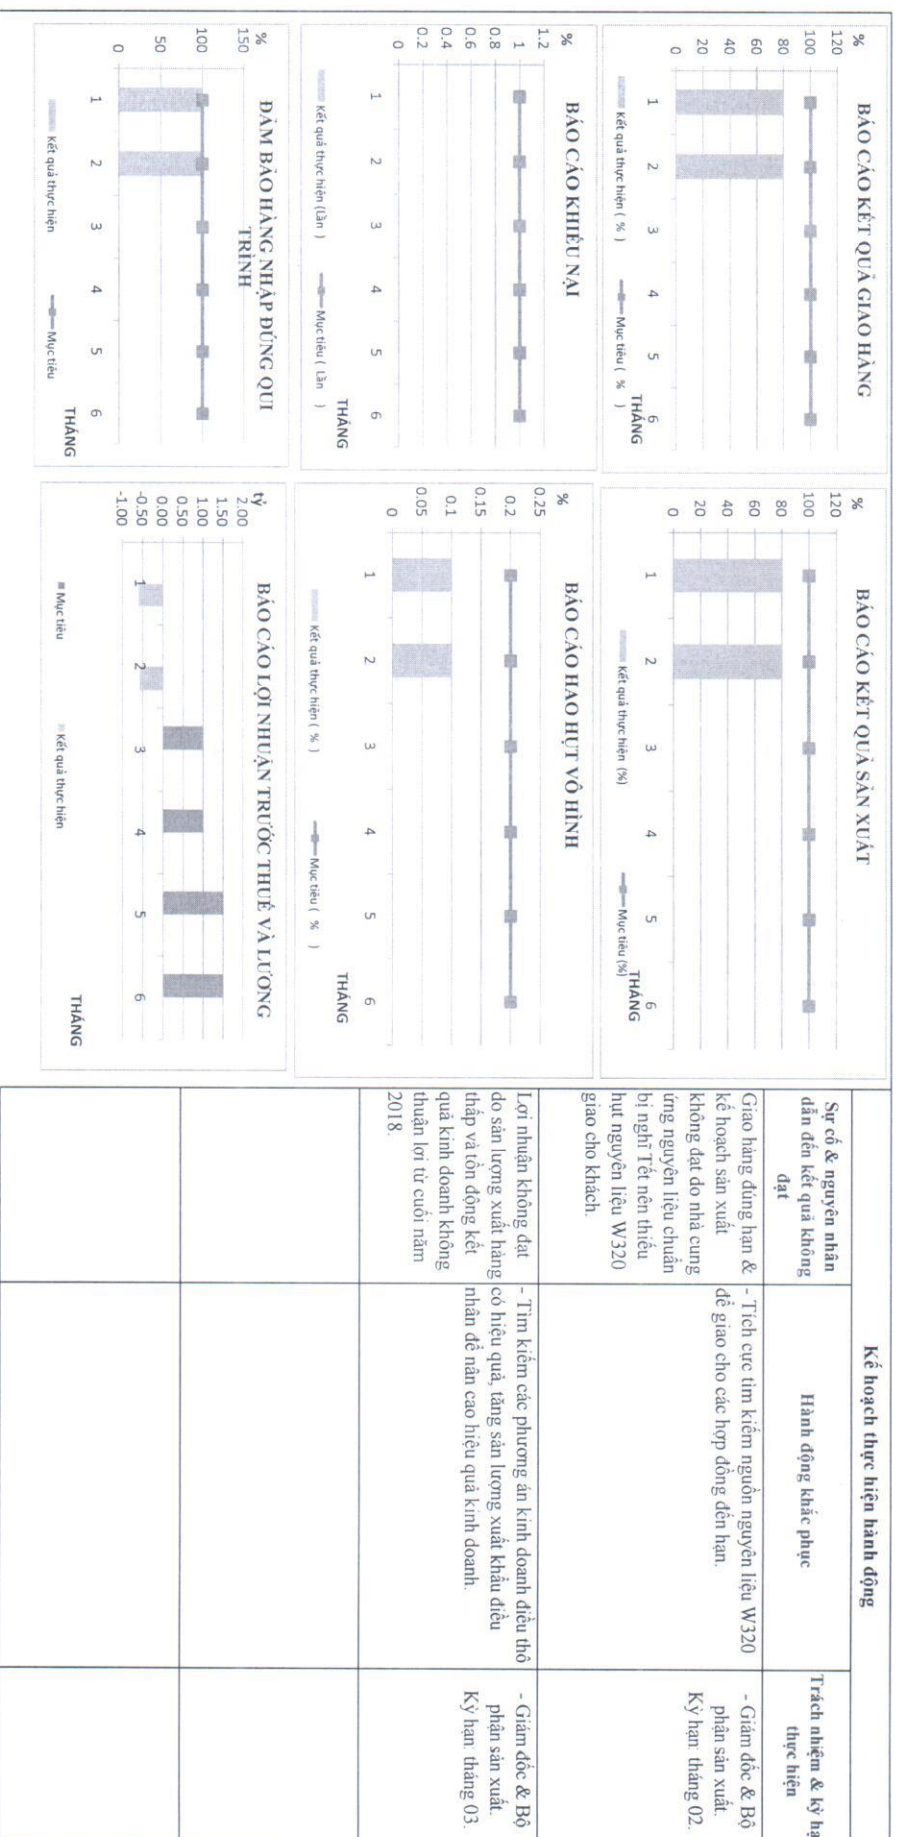 BÁO CÁO KẾT QUẢ GIAO HÀNG
%
120
100
80
60
40
20
0
1 2 3 4 5 6
THÁNG
Kết quả thực hiện ( % ) Mục tiêu ( % )
BÁO CÁO KẾT QUẢ SẢN XUẤT
%
120
100
80
60
40
20
0
1 2 3 4 5 6
THÁNG
Kết quả thực hiện (%) Mục tiêu (%)
BÁO CÁO KHIẾU NẠI
%
1.2
1
0.8
0.6
0.4
0.2
0
1 2 3 4 5 6
THÁNG
Kết quả thực hiện (Lần ) Mục tiêu ( Lần )
BÁO CÁO HAO HỤT VÔ HÌNH
%
0.25
0.2
0.15
0.1
0.05
0
1 2 3 4 5 6
THÁNG
Kết quả thực hiện ( % ) Mục tiêu ( % )
ĐẢM BẢO HÀNG NHẬP ĐÚNG QUI
TRÌNH
%
150
100
50
0
1 2 3 4 5 6
THÁNG
Kết quả thực hiện Mục tiêu
BÁO CÁO LỢI NHUẬN TRƯỚC THUẾ VÀ LƯƠNG
tỷ
2.00
1.50
1.00
0.50
0.00
-0.50
-1.00
1 2 3 4 5 6
THÁNG
Mục tiêu Kết quả thực hiện
Kế hoạch thực hiện hành động
Sự cố & nguyên nhân
dẫn đến kết quả không
đạt
Hành động khắc phục
Trách nhiệm & kỳ hạ
thực hiện
Giao hàng đúng hạn &
kế hoạch sản xuất
không đạt do nhà cung
ứng nguyên liệu chuẩn
bị nghĩ Tết nên thiếu
hụt nguyên liệu W320
giao cho khách.
- Tích cực tìm kiếm nguồn nguyên liệu W320
để giao cho các hợp đồng đến hạn.
- Giám đốc & Bộ
phận sản xuất.
Kỳ hạn: tháng 02.
Lợi nhuận không đạt
do sản lượng xuất hàng
thấp và tồn động kết
quả kinh doanh không
thuận lợi từ cuối năm
2018.
- Tìm kiếm các phương án kinh doanh điều thô
có hiệu quả, tăng sản lượng xuất khẩu điều
nhân để nân cao hiệu quả kinh doanh.
- Giám đốc & Bộ
phận sản xuất.
Kỳ hạn: tháng 03.